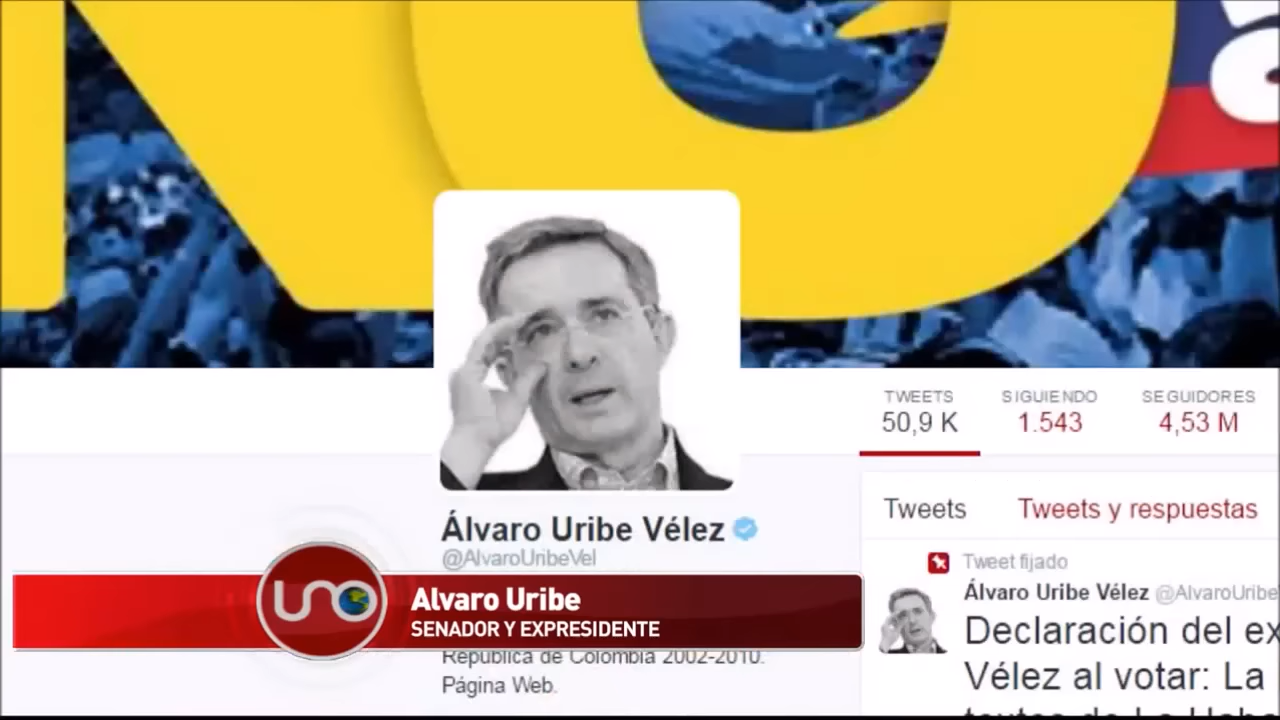 NO
TWEETS SIGUIENDO SEGUIDORES
50,9 K 1.543 4,53 M
Álvaro Uribe Vélez
@AlvaroUribeVel
UNO
Alvaro Uribe
SENADOR Y EXPRESIDENTE
República de Colombia 2002-2010.
Página Web.
Tweets Tweets y respuestas
Tweet fijado
Álvaro Uribe Vélez @AlvaroUribe
Declaración del ex
Vélez al votar: La